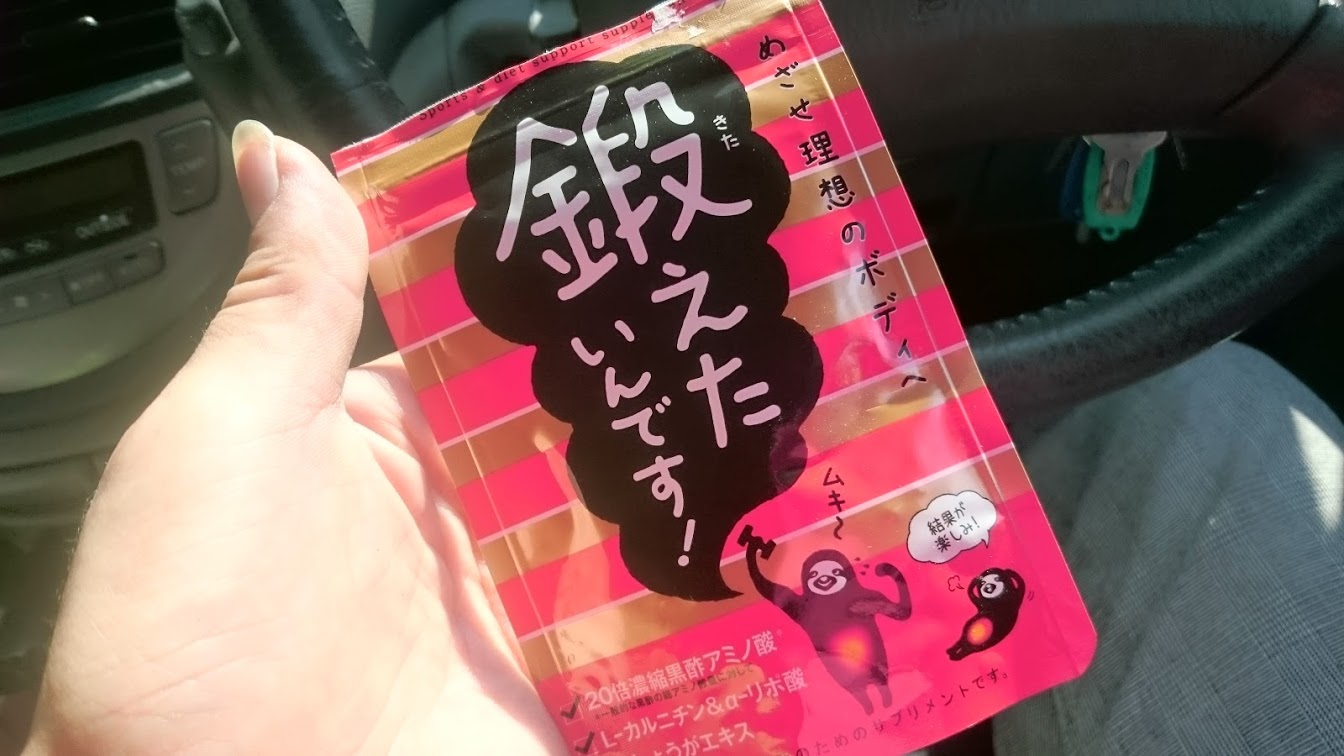 Sports & diet support supple
めざせ理想のボディへ
きた
鍛えた
いんです!
ムキ〜
結果が
楽しみ!
20倍濃縮黒酢アミノ酸
L-カルニチン&α-リポ酸
しょうがエキス
のためのサプリメントです。